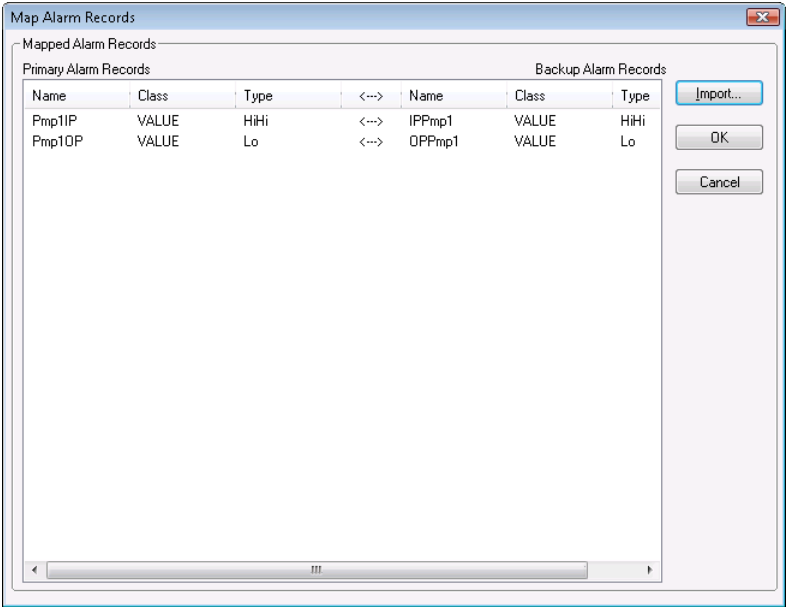 Map Alarm Records
Mapped Alarm Records
Primary Alarm Records Backup Alarm Records
Name Class Type <---> Name Class Type
Pmp1IP VALUE HiHi <---> IPPmp1 VALUE HiHi
Pmp1OP VALUE Lo <---> OPPmp1 VALUE Lo
Import...
OK
Cancel